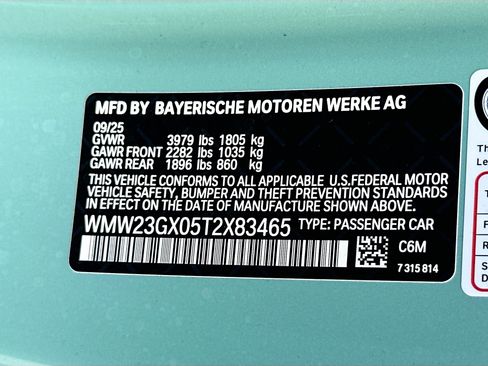 MFD BY BAYERISCHE MOTOREN WERKE AG
09/25
GVWR 3979 lbs 1805 kg
GAWR FRONT 2282 lbs 1035 kg
GAWR REAR 1896 lbs 860 kg
THIS VEHICLE CONFORMS TO ALL APPLICABLE U.S.FEDERAL MOTOR
VEHICLE SAFETY, BUMPER AND THEFT PREVENTION STANDARDS
IN EFFECT ON THE DATE OF MANUFACTURE SHOWN ABOVE.
WMW23GX05T2X83465 TYPE: PASSENGER CAR
C6M
7 315 814
Th
Le
T
F
R
S
D